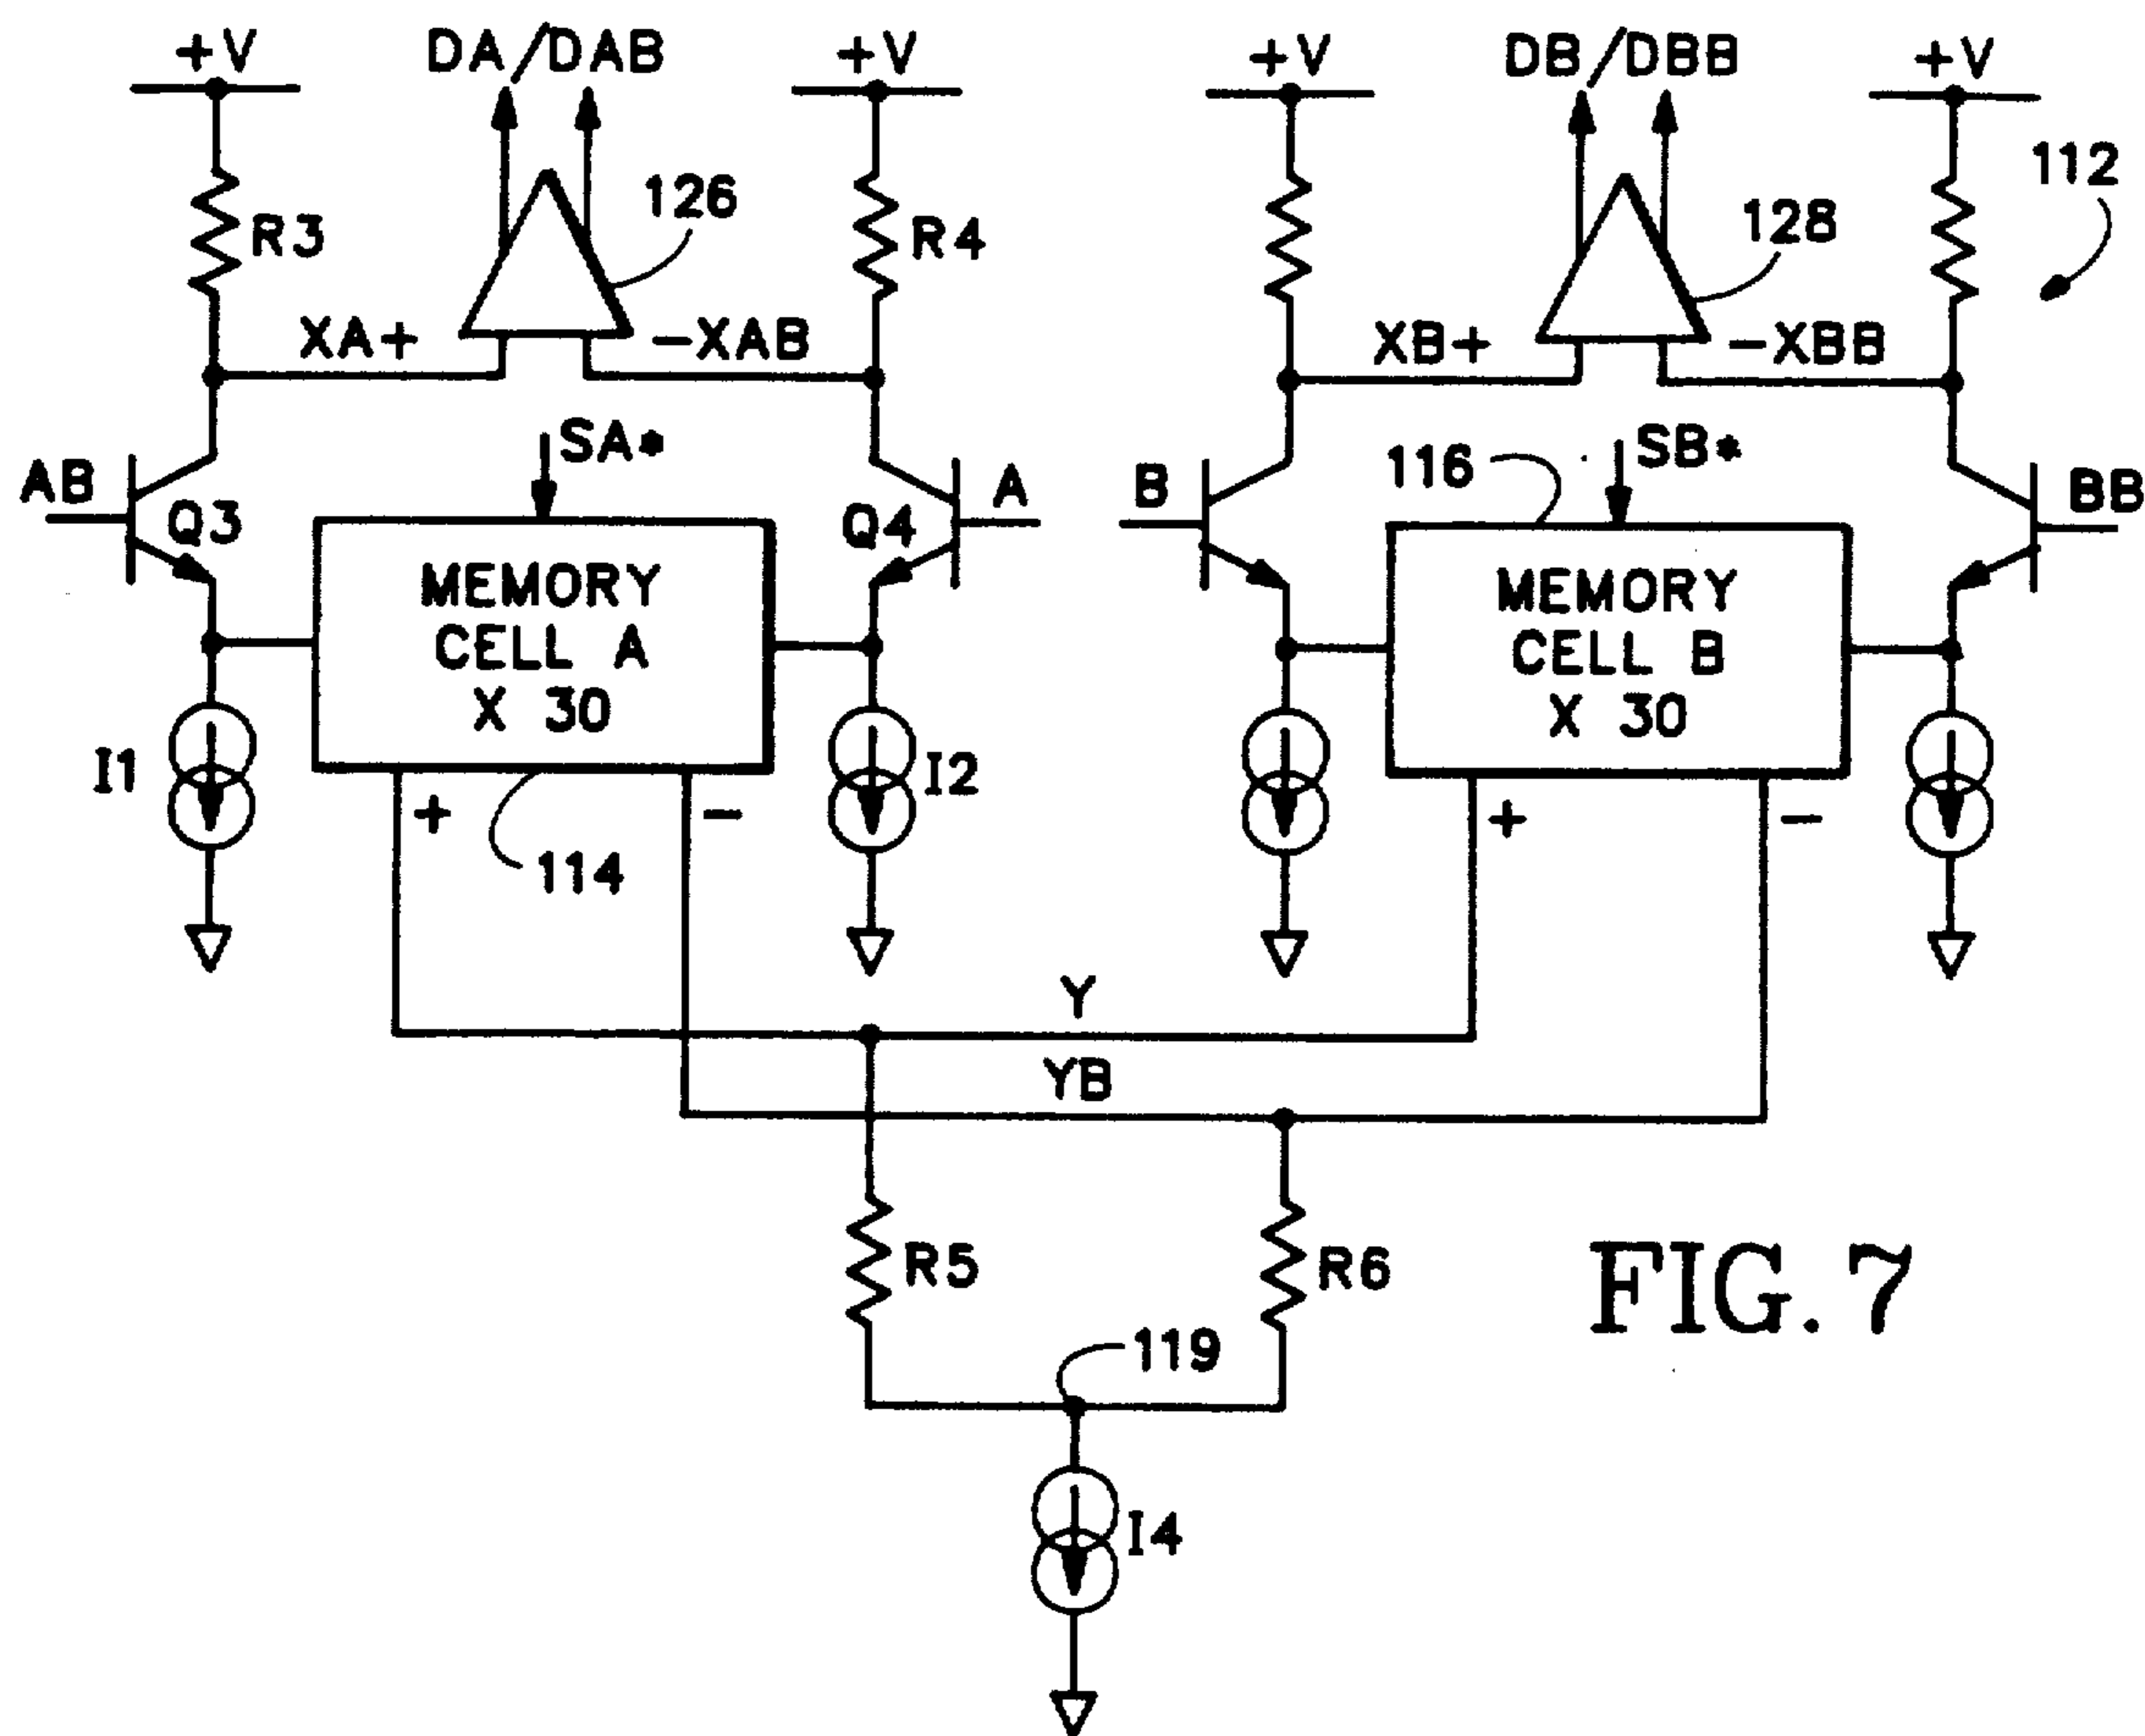 +V
DA/DAB
+V
+V
DB/DBB
+V
112
126
128
R3
R4
XA+
-XAB
XB+
-XBB
SA*
116
SB*
AB
Q3
Q4
A
B
BB
MEMORY
CELL A
X 30
MEMORY
CELL B
X 30
I1
I2
+
-
+
-
114
Y
YB
R5
R6
FIG. 7
119
I4